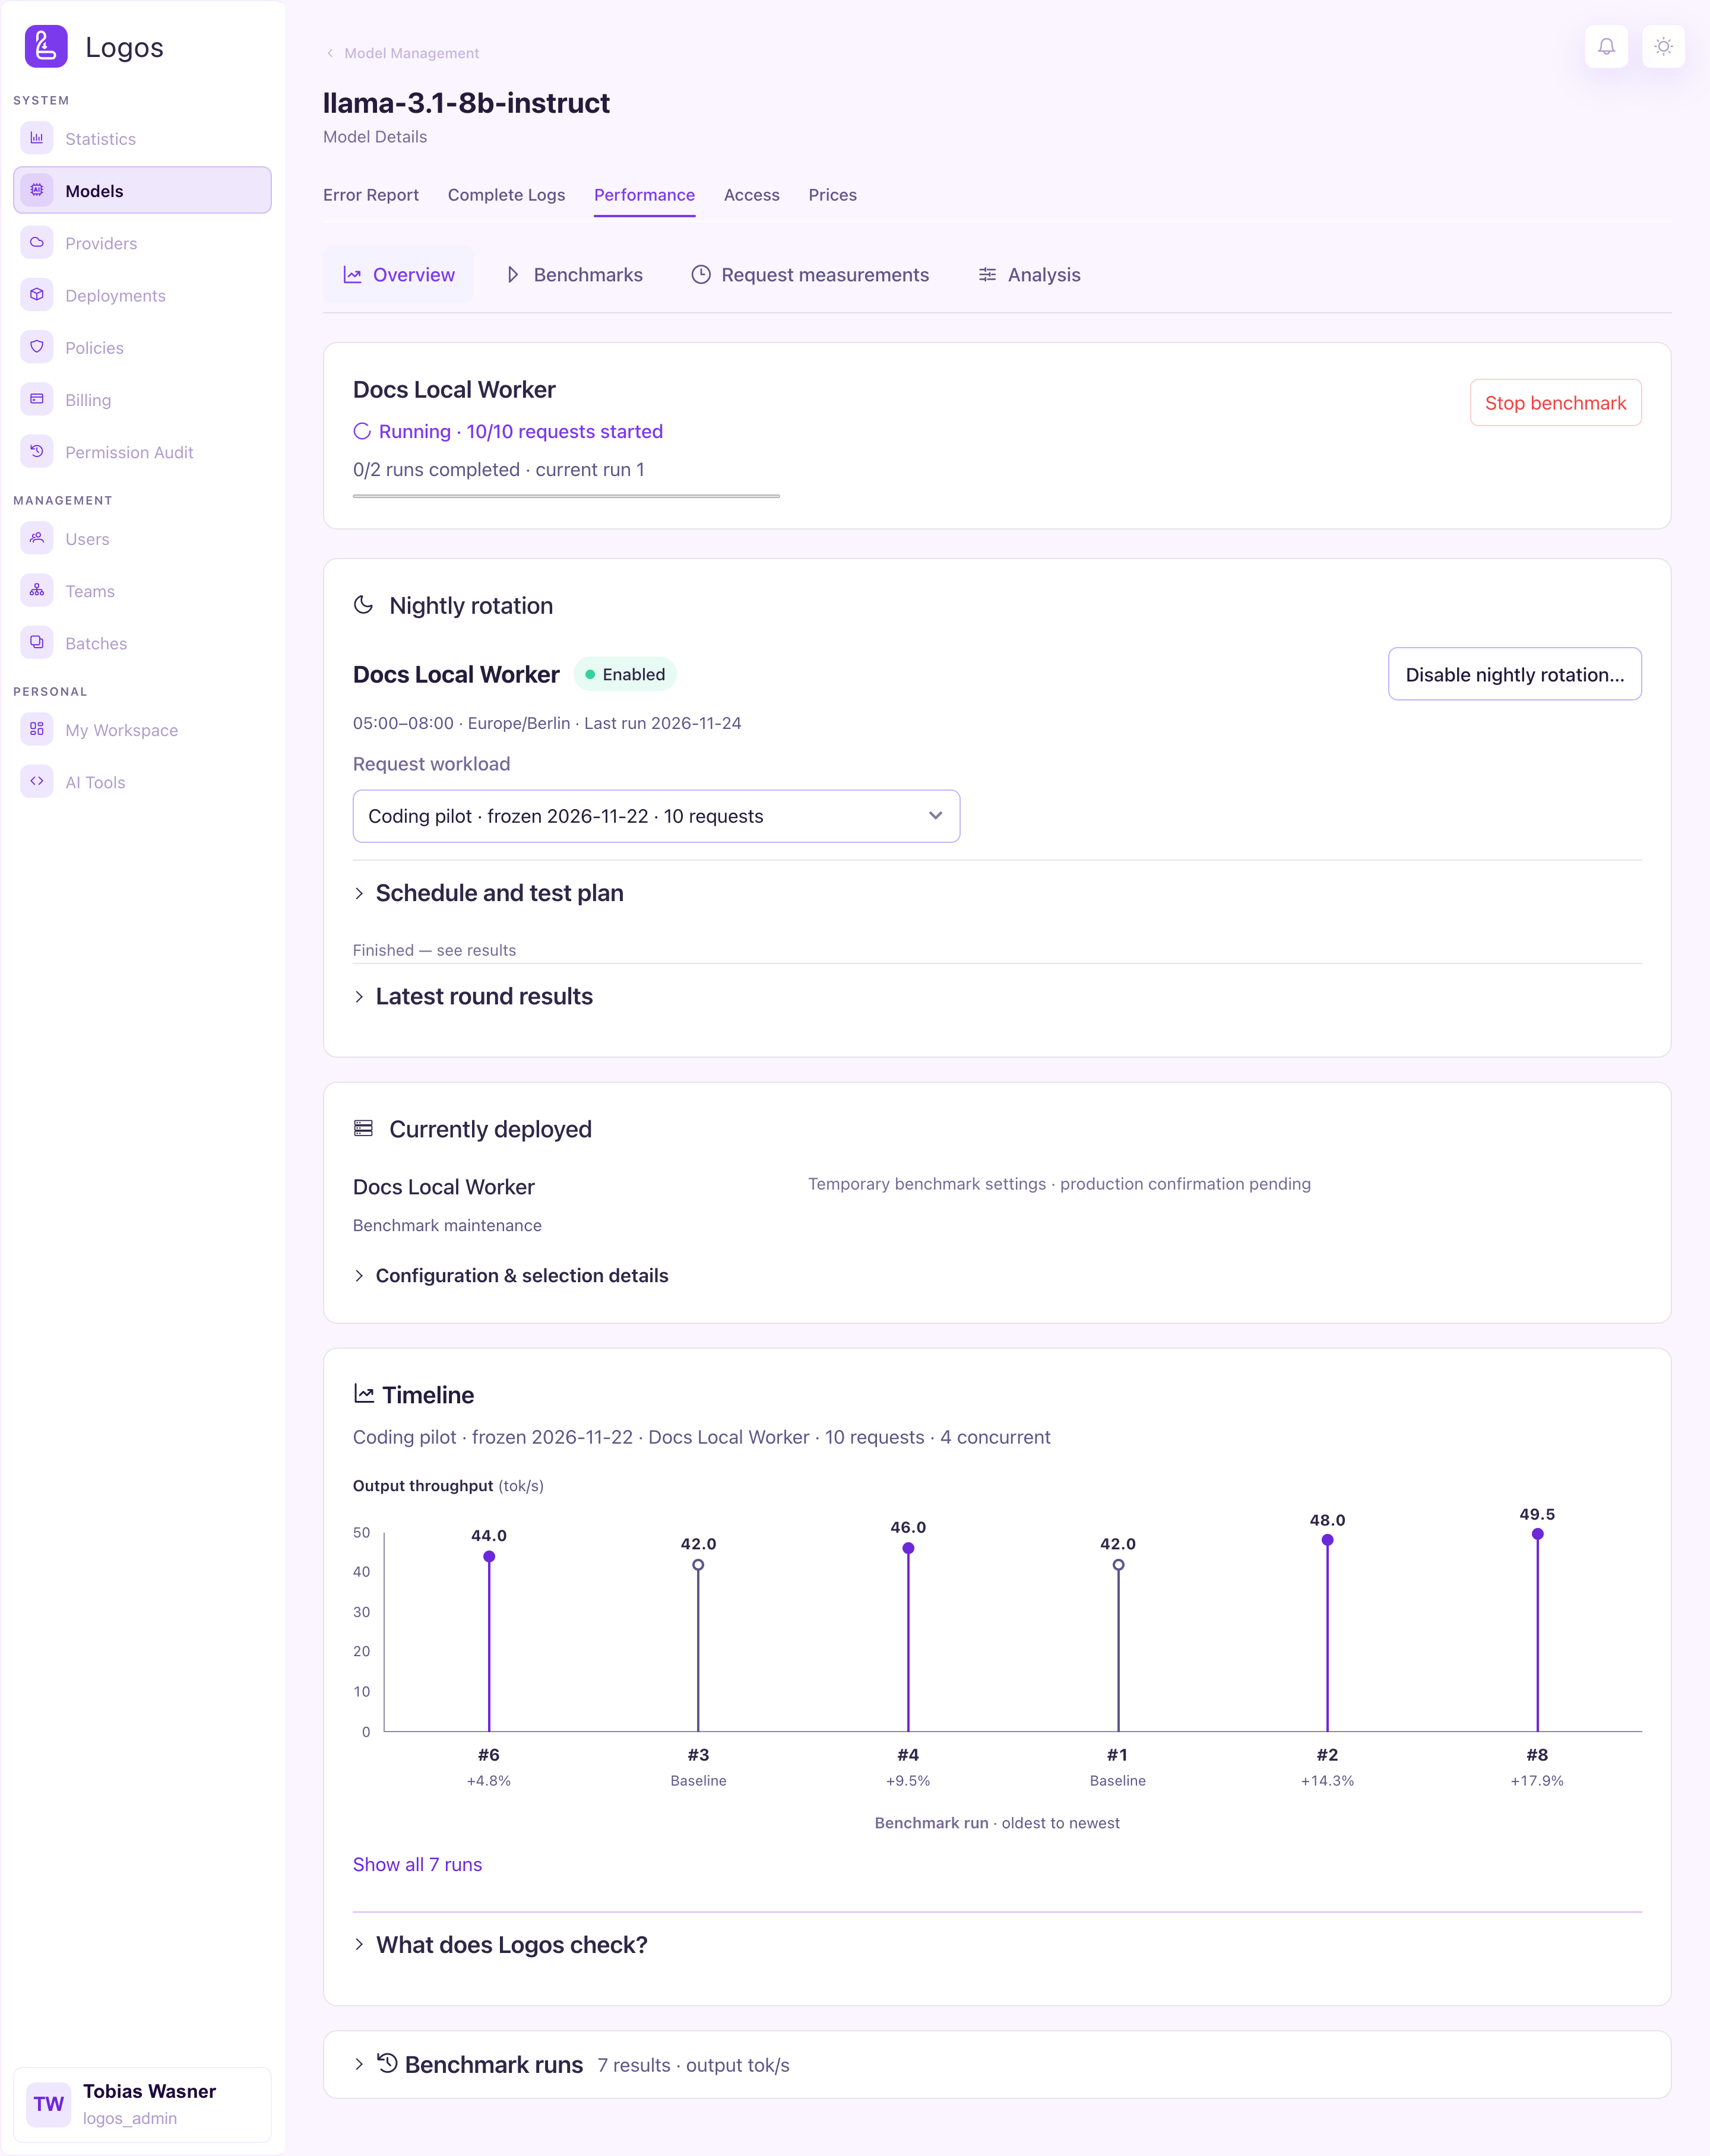 Logos
SYSTEM
Statistics
Models
Providers
Deployments
Policies
Billing
Permission Audit
MANAGEMENT
Users
Teams
Batches
PERSONAL
My Workspace
AI Tools
TW
Tobias Wasner
logos_admin
Model Management
llama-3.1-8b-instruct
Model Details
Error Report Complete Logs Performance Access Prices
Overview Benchmarks Request measurements Analysis
Docs Local Worker
Stop benchmark
Running · 10/10 requests started
0/2 runs completed · current run 1
Nightly rotation
Docs Local Worker Enabled Disable nightly rotation...
05:00–08:00 · Europe/Berlin · Last run 2026-11-24
Request workload
Coding pilot · frozen 2026-11-22 · 10 requests
Schedule and test plan
Finished — see results
Latest round results
Currently deployed
Docs Local Worker Temporary benchmark settings · production confirmation pending
Benchmark maintenance
Configuration & selection details
Timeline
Coding pilot · frozen 2026-11-22 · Docs Local Worker · 10 requests · 4 concurrent
Output throughput (tok/s)
44.0 42.0 46.0 42.0 48.0 49.5
50
40
30
20
10
0
#6 #3 #4 #1 #2 #8
+4.8% Baseline +9.5% Baseline +14.3% +17.9%
Benchmark run · oldest to newest
Show all 7 runs
What does Logos check?
Benchmark runs 7 results · output tok/s